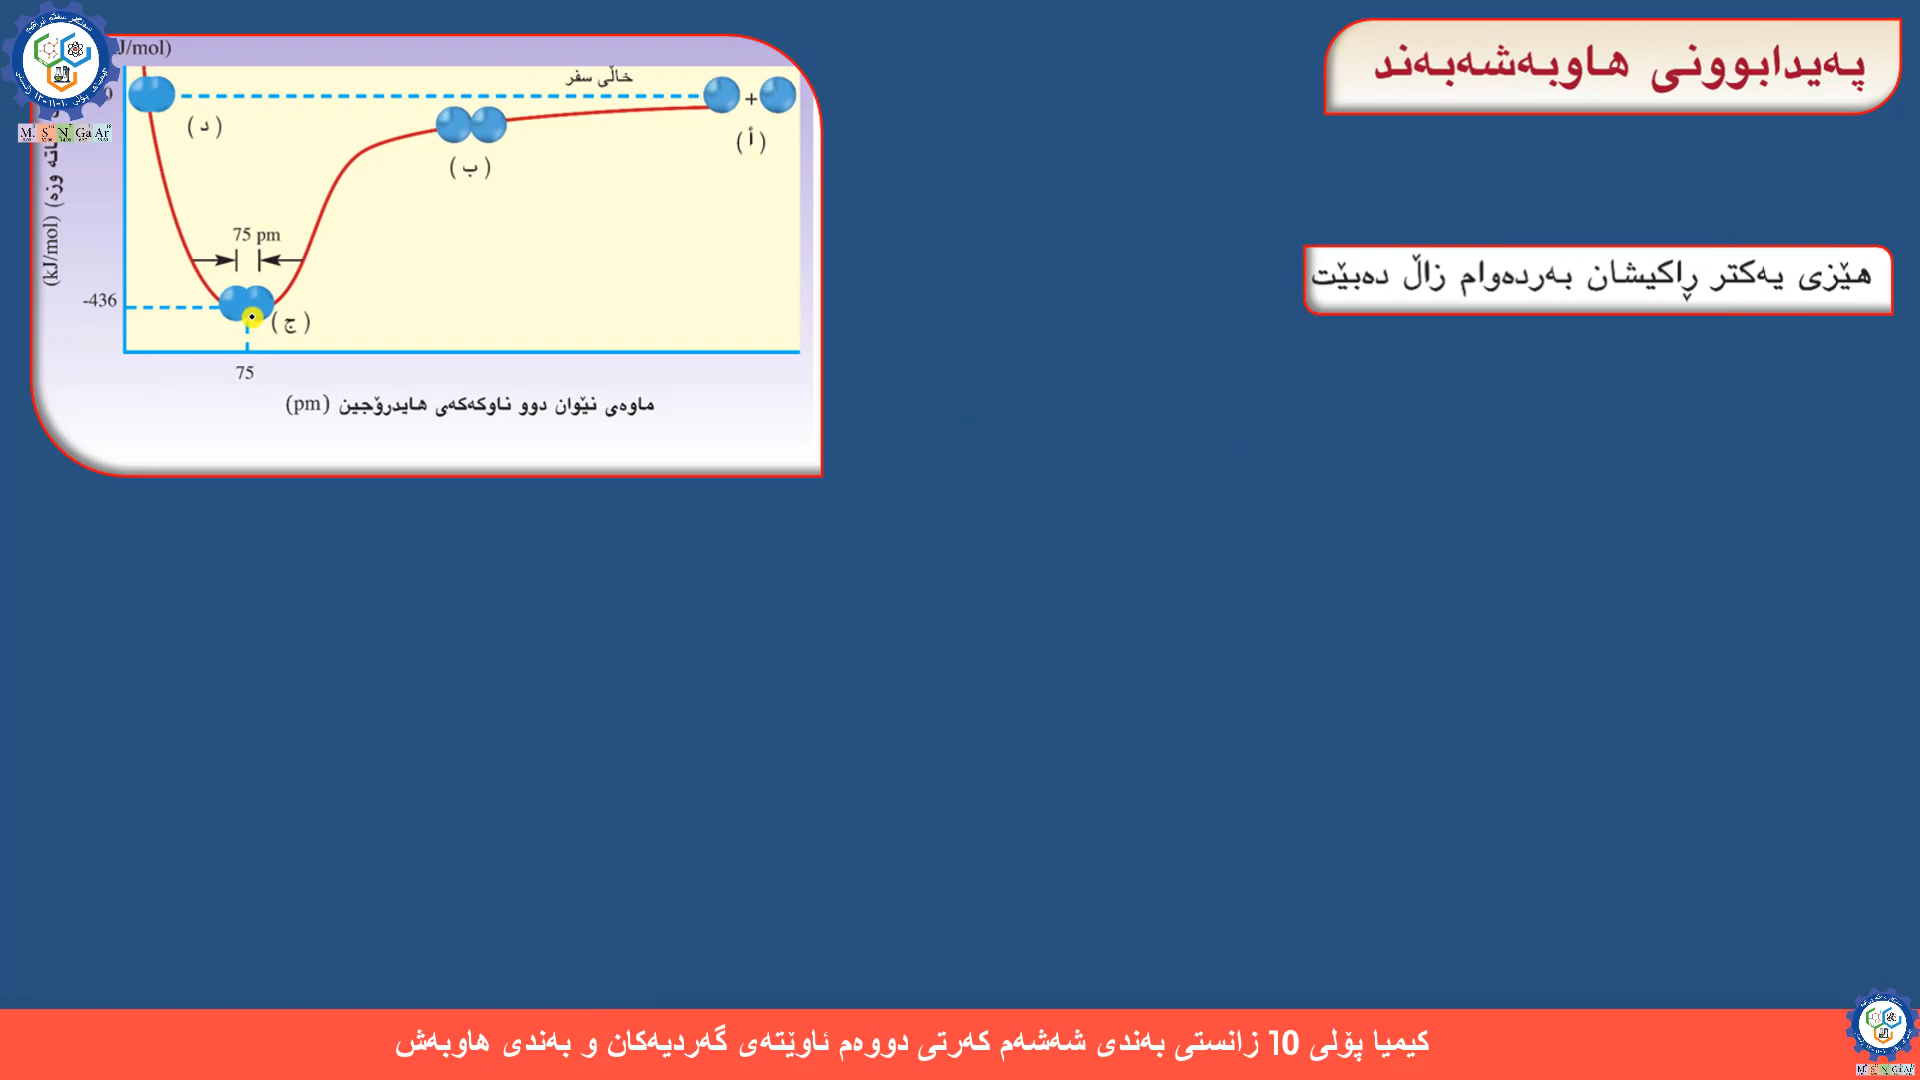 پەیدابوونی هاوبەشەبەند
هێزی یەکتر ڕاکیشان بەردەوام زاڵ دەبێت
J/mol)
خاڵی سفر
+
( د )
( أ )
( ب )
75 pm
(kJ/mol)
-436
( ج )
75
ماوەی نێوان دوو ناوکەکەی هایدرۆجین (pm)
کیمیا پۆلی 10 زانستی بەندی شەشەم کەرتی دووەم ئاوێتەی گەردیەکان و بەندی هاوبەش